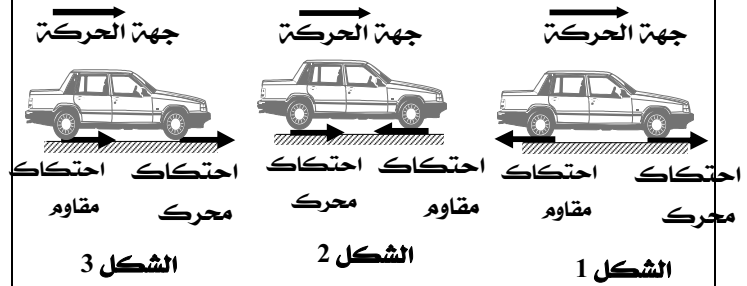 جهة الحركة جهة الحركة جهة الحركة
احتكاك احتكاك احتكاك احتكاك احتكاك احتكاك
محرك مقاوم مقاوم محرك محرك مقاوم
الشكل 1 الشكل 2 الشكل 3